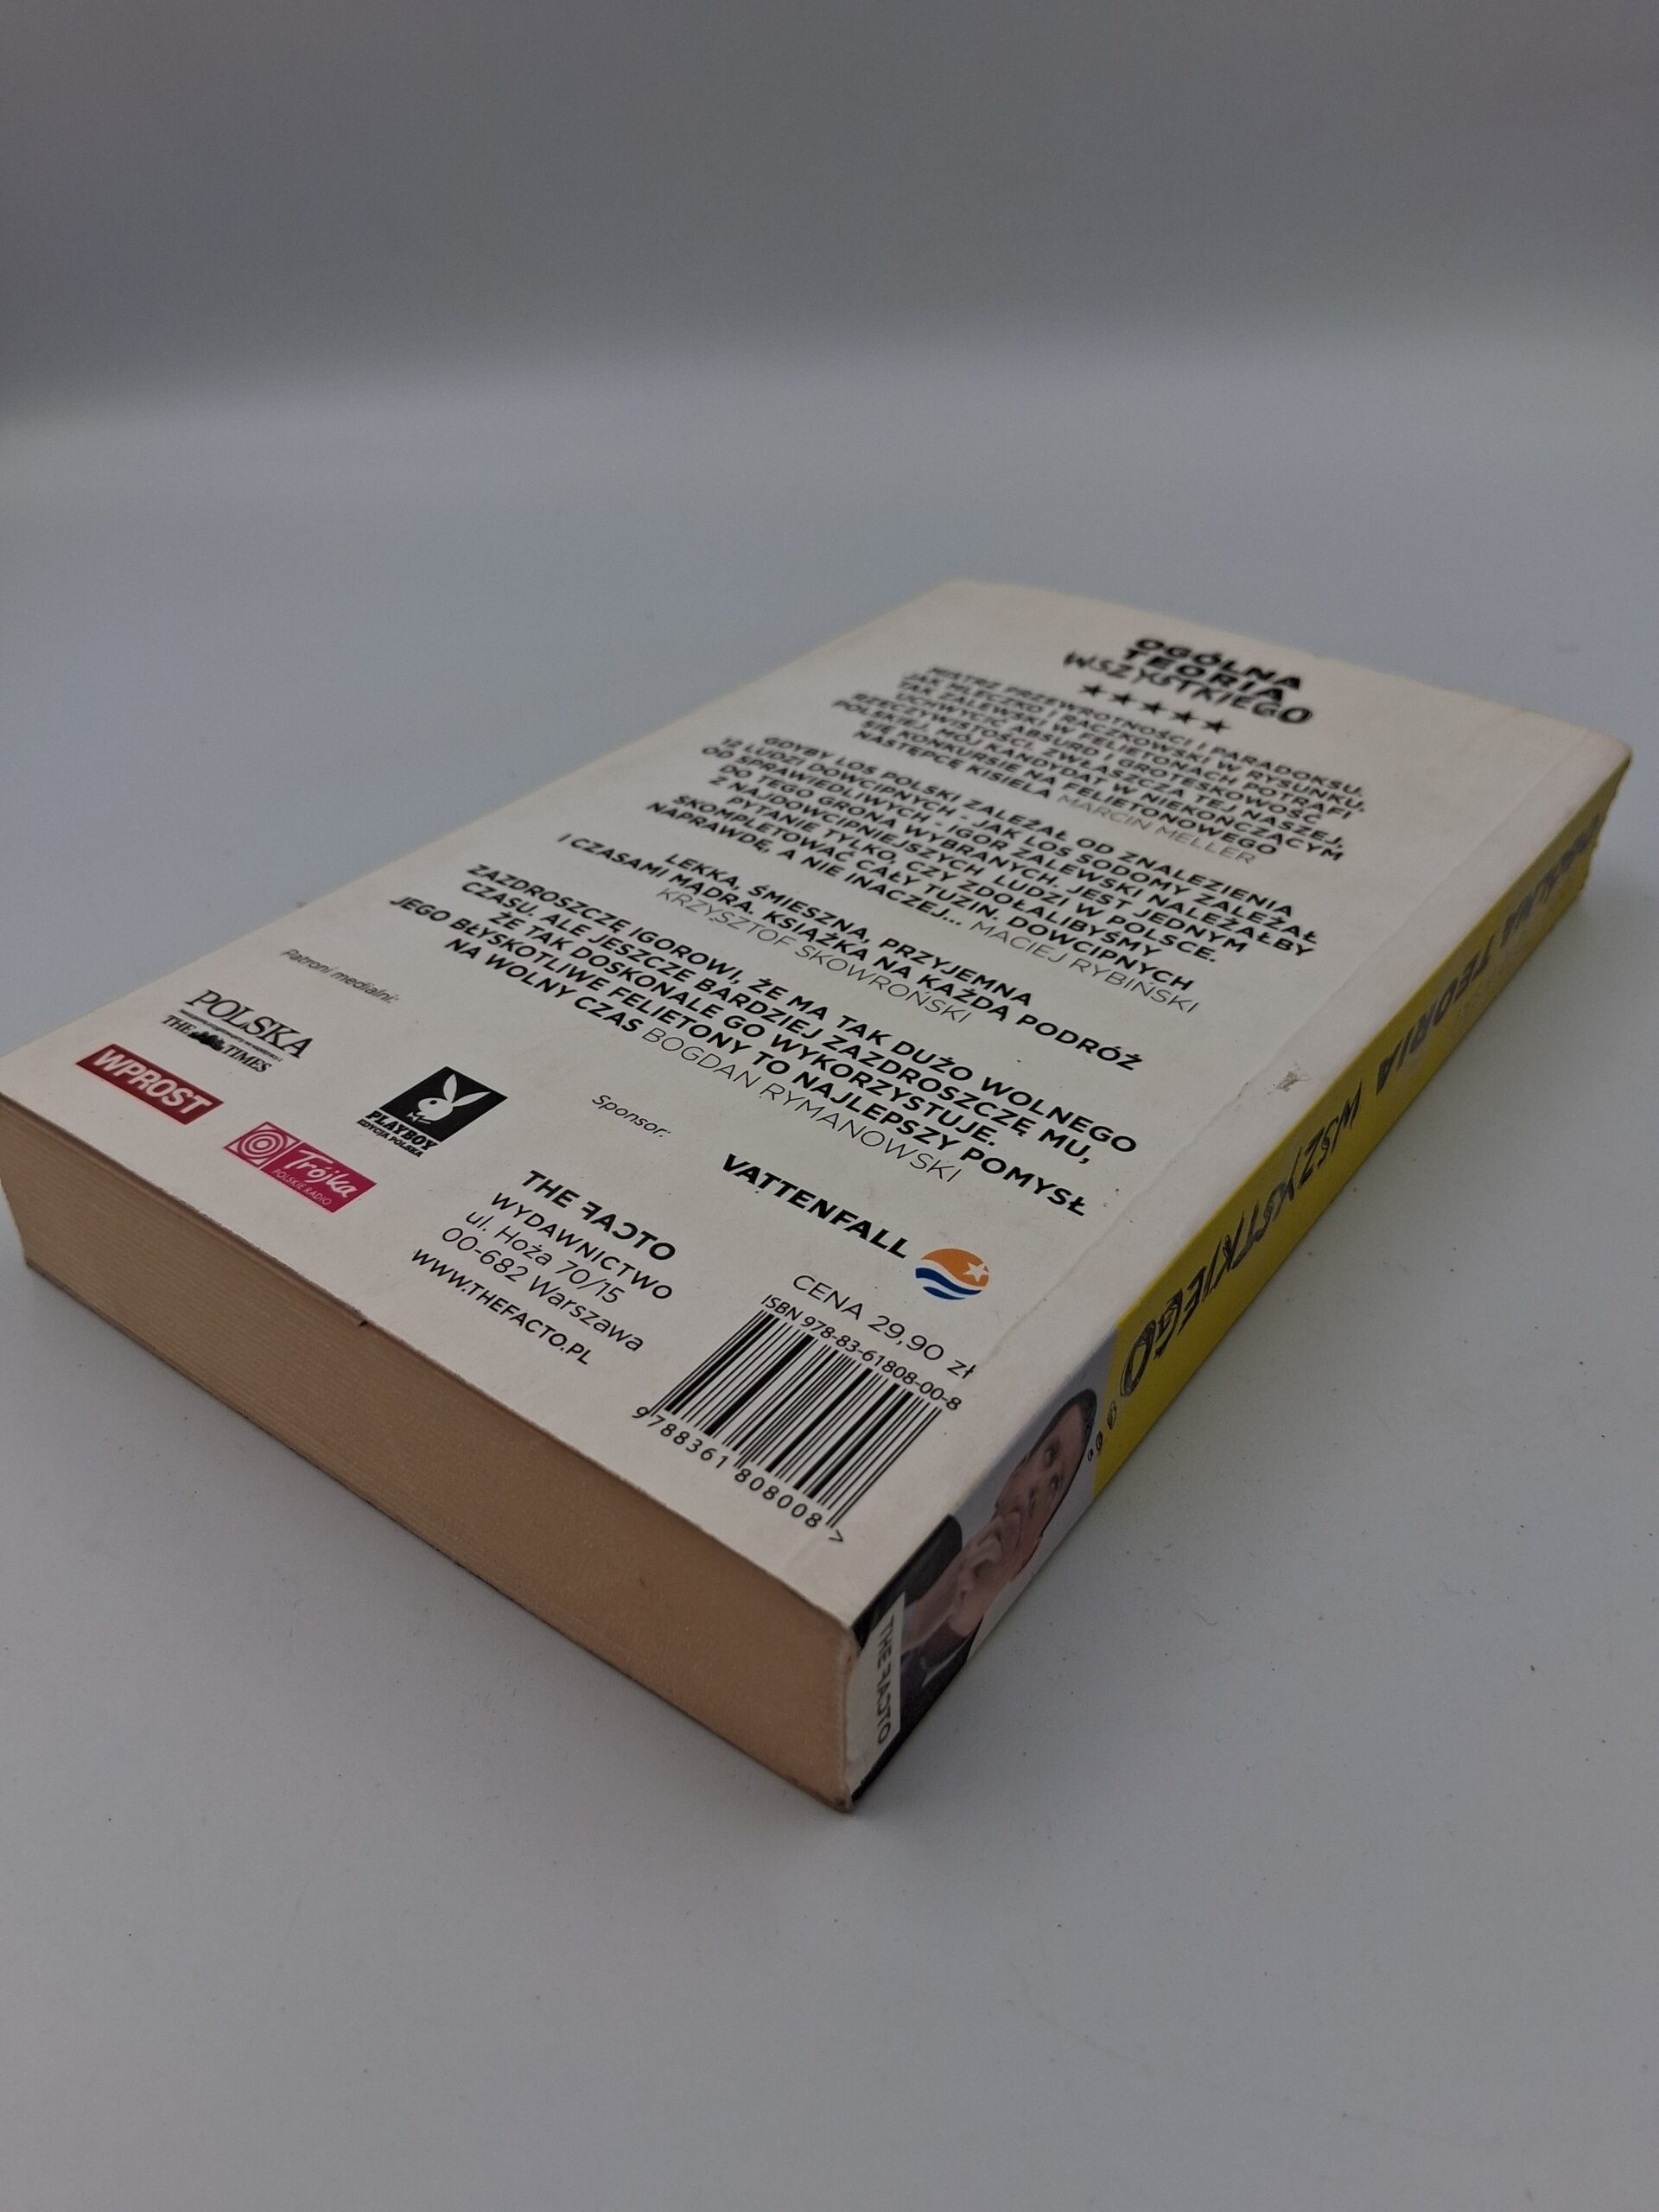 OGÓLNA
TEORIA
WSZYSTKIEGO
★★★★★
MISTRZ PRZEWROTNOŚCI I PARADOKSU.
JAK MLECZKO I RACZKOWSKI W RYSUNKU,
TAK ZALEWSKI W FELIETONACH POTRAFI
UCHWYCIĆ ABSURD I GROTESKOWOŚĆ
RZECZYWISTOŚCI. ZWŁASZCZA TEJ NASZEJ,
POLSKIEJ. MÓJ KANDYDAT W NIEKOŃCZĄCYM
SIĘ KONKURSIE NA FELIETONOWEGO
NASTĘPCĘ KISIELA MARCIN MELLER
GDYBY LOS POLSKI ZALEŻAŁ OD ZNALEZIENIA
12 LUDZI DOWCIPNYCH - JAK LOS SODOMY ZALEŻAŁ
OD SPRAWIEDLIWYCH - IGOR ZALEWSKI NALEŻAŁBY
DO TEGO GRONA WYBRANYCH. JEST JEDNYM
Z NAJDOWCIPNIEJSZYCH LUDZI W POLSCE.
PYTANIE TYLKO, CZY ZDOŁALIBYŚMY
SKOMPLETOWAĆ CAŁY TUZIN. DOWCIPNYCH
NAPRAWDĘ, A NIE INACZEJ... MACIEJ RYBIŃSKI
LEKKA, ŚMIESZNA, PRZYJEMNA
I CZASAMI MĄDRA. KSIĄŻKA NA KAŻDĄ PODRÓŻ
KRZYSZTOF SKOWROŃSKI
ZAZDROSZCZĘ IGOROWI, ŻE MA TAK DUŻO WOLNEGO
CZASU. ALE JESZCZE BARDZIEJ ZAZDROSZCZĘ MU,
ŻE TAK DOSKONALE GO WYKORZYSTUJE.
JEGO BŁYSKOTLIWE FELIETONY TO NAJLEPSZY POMYSŁ
NA WOLNY CZAS BOGDAN RYMANOWSKI
Patroni medialni:
POLSKA
THE TIMES
WPROST
Trójka
POLSKIE RADIO
PLAYBOY
EDYCJA POLSKA
Sponsor:
VATTENFALL
THE FACTO
WYDAWNICTWO
ul. Hoża 70/15
00-682 Warszawa
WWW.THEFACTO.PL
CENA 29,90 zł
ISBN 978-83-61808-00-8
9 788361 808008 >
OGÓLNA TEORIA WSZYSTKIEGO
THE FACTO